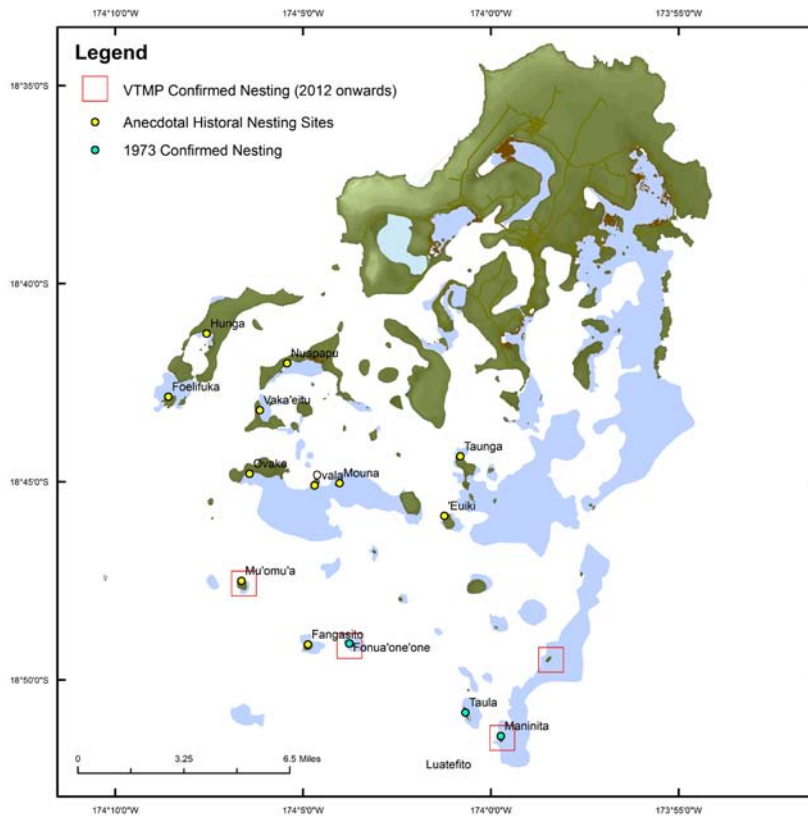 174°10'0"W 174°5'0"W 174°0'0"W 173°55'0"W
Legend
VTMP Confirmed Nesting (2012 onwards)
Anecdotal Historal Nesting Sites
1973 Confirmed Nesting
18°35'0"S
18°40'0"S
Hunga
Nuapapu
Foelifuka
Vaka'eitu
Taunga
18°45'0"S
Ovaka
Ovala
Mouna
'Euiki
Mu'omu'a
Fangasito
Fonua'one'one
18°50'0"S
Taula
Maninita
Luatefito
0 3.25 6.5 Miles
174°10'0"W 174°5'0"W 174°0'0"W 173°55'0"W